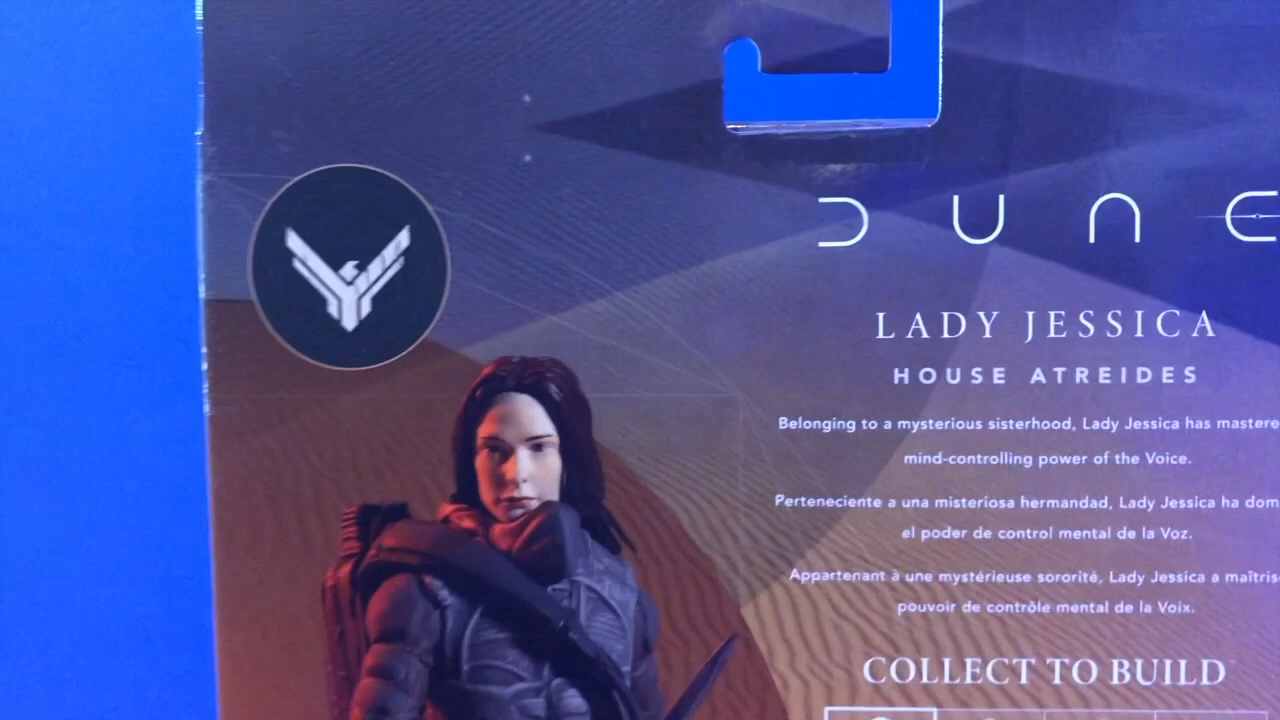 DUNE
LADY JESSICA
HOUSE ATREIDES
Belonging to a mysterious sisterhood, Lady Jessica has mastere
mind-controlling power of the Voice.
Perteneciente a una misteriosa hermandad, Lady Jessica ha dom
el poder de control mental de la Voz.
Appartenant à une mystérieuse sororité, Lady Jessica a maîtris
pouvoir de contrôle mental de la Voix.
COLLECT TO BUILD